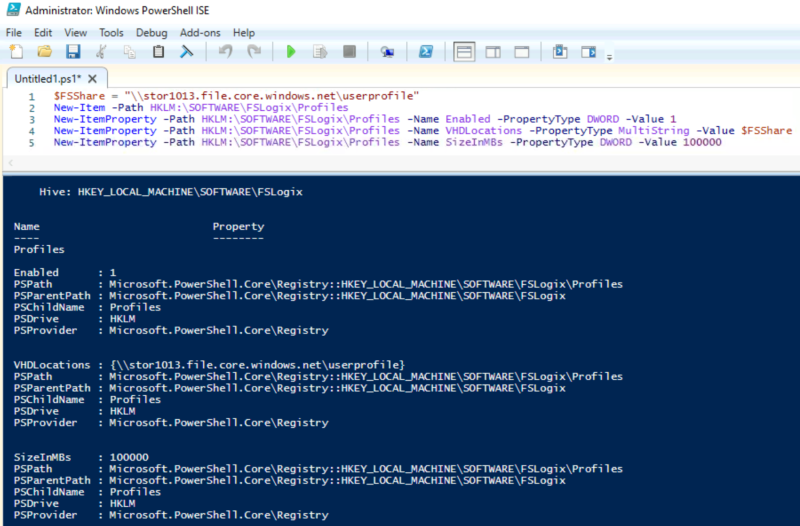 Administrator: Windows PowerShell ISE
File Edit View Tools Debug Add-ons Help
Untitled1.ps1* X
1 $FSShare = "\\stor1013.file.core.windows.net\userprofile"
2 New-Item -Path HKLM:\SOFTWARE\FSLogix\Profiles
3 New-ItemProperty -Path HKLM:\SOFTWARE\FSLogix\Profiles -Name Enabled -PropertyType DWORD -Value 1
4 New-ItemProperty -Path HKLM:\SOFTWARE\FSLogix\Profiles -Name VHDLocations -PropertyType MultiString -Value $FSShare
5 New-ItemProperty -Path HKLM:\SOFTWARE\FSLogix\Profiles -Name SizeInMBs -PropertyType DWORD -Value 100000
Hive: HKEY_LOCAL_MACHINE\SOFTWARE\FSLogix
Name Property
---- --------
Profiles
Enabled : 1
PSPath : Microsoft.PowerShell.Core\Registry::HKEY_LOCAL_MACHINE\SOFTWARE\FSLogix\Profiles
PSParentPath : Microsoft.PowerShell.Core\Registry::HKEY_LOCAL_MACHINE\SOFTWARE\FSLogix
PSChildName : Profiles
PSDrive : HKLM
PSProvider : Microsoft.PowerShell.Core\Registry
VHDLocations : {\\stor1013.file.core.windows.net\userprofile}
PSPath : Microsoft.PowerShell.Core\Registry::HKEY_LOCAL_MACHINE\SOFTWARE\FSLogix\Profiles
PSParentPath : Microsoft.PowerShell.Core\Registry::HKEY_LOCAL_MACHINE\SOFTWARE\FSLogix
PSChildName : Profiles
PSDrive : HKLM
PSProvider : Microsoft.PowerShell.Core\Registry
SizeInMBs : 100000
PSPath : Microsoft.PowerShell.Core\Registry::HKEY_LOCAL_MACHINE\SOFTWARE\FSLogix\Profiles
PSParentPath : Microsoft.PowerShell.Core\Registry::HKEY_LOCAL_MACHINE\SOFTWARE\FSLogix
PSChildName : Profiles
PSDrive : HKLM
PSProvider : Microsoft.PowerShell.Core\Registry